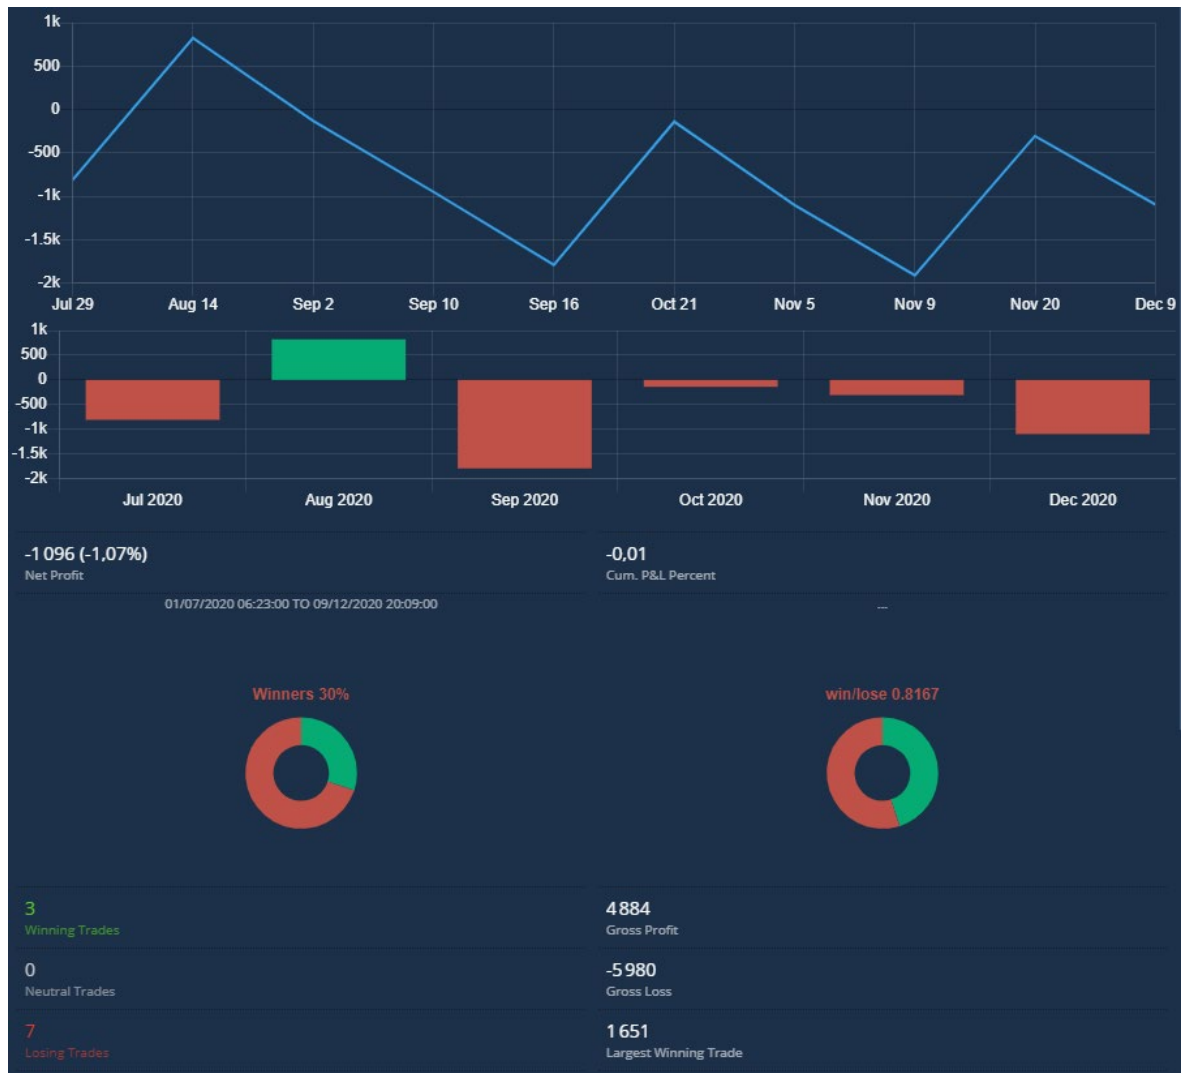 1k
500
0
-500
-1k
-1.5k
-2k
Jul 29 Aug 14 Sep 2 Sep 10 Sep 16 Oct 21 Nov 5 Nov 9 Nov 20 Dec 9
1k
500
0
-500
-1k
-1.5k
-2k
Jul 2020 Aug 2020 Sep 2020 Oct 2020 Nov 2020 Dec 2020
-1 096 (-1,07%) -0,01
Net Profit Cum. P&L Percent
01/07/2020 06:23:00 TO 09/12/2020 20:09:00 ...
Winners 30% win/lose 0.8167
3 4 884
Winning Trades Gross Profit
0 -5 980
Neutral Trades Gross Loss
7 1 651
Losing Trades Largest Winning Trade